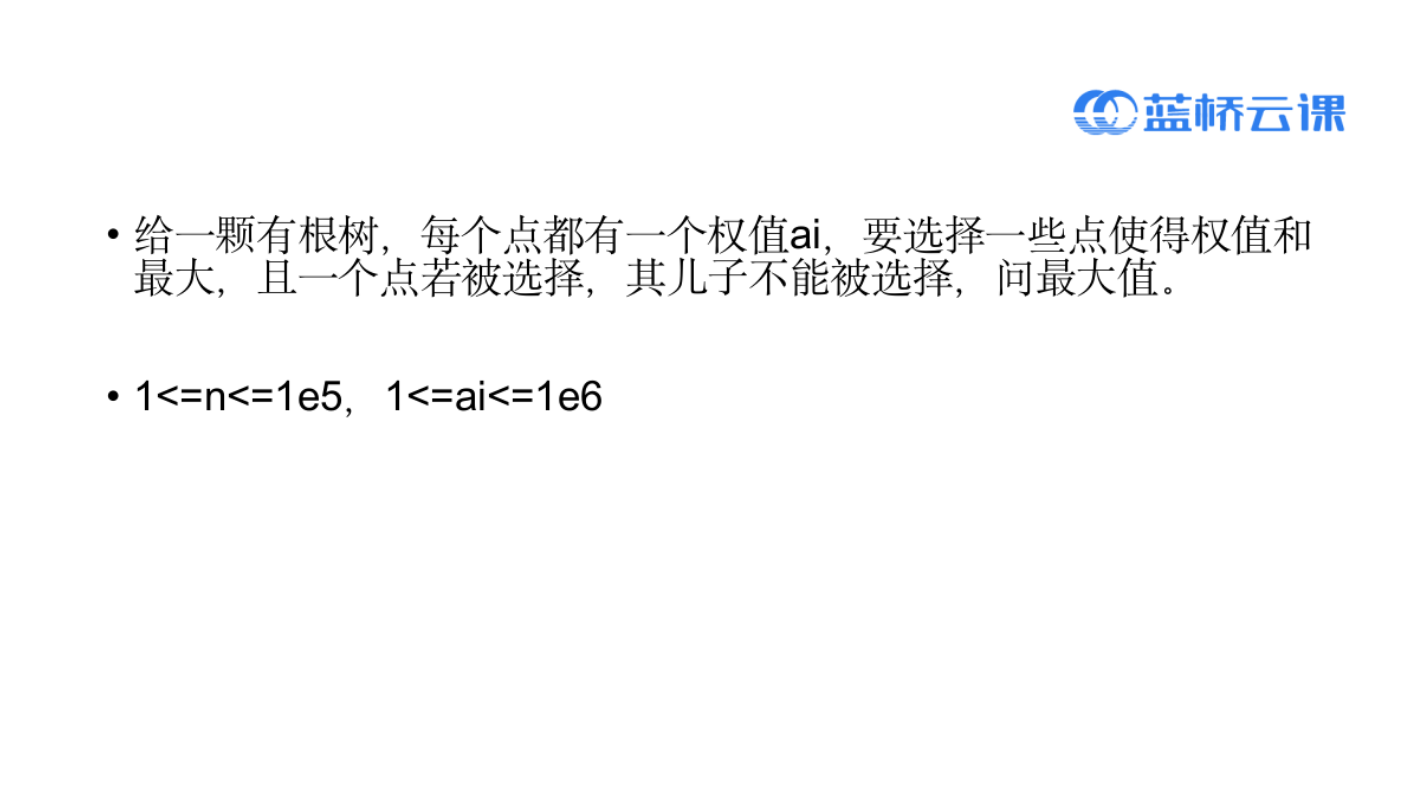 蓝桥云课
• 给一颗有根树，每个点都有一个权值ai，要选择一些点使得权值和
最大，且一个点若被选择，其儿子不能被选择，问最大值。
• 1<=n<=1e5，1<=ai<=1e6